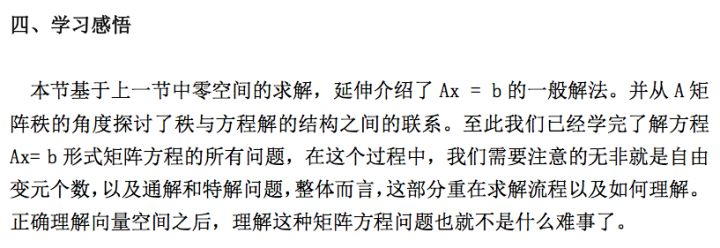 四、学习感悟
本节基于上一节中零空间的求解，延伸介绍了 Ax = b 的一般解法。并从 A 矩
阵秩的角度探讨了秩与方程解的结构之间的联系。至此我们已经学完了解方程
Ax= b 形式矩阵方程的所有问题，在这个过程中，我们需要注意的无非就是自由
变元个数，以及通解和特解问题，整体而言，这部分重在求解流程以及如何理解。
正确理解向量空间之后，理解这种矩阵方程问题也就不是什么难事了。